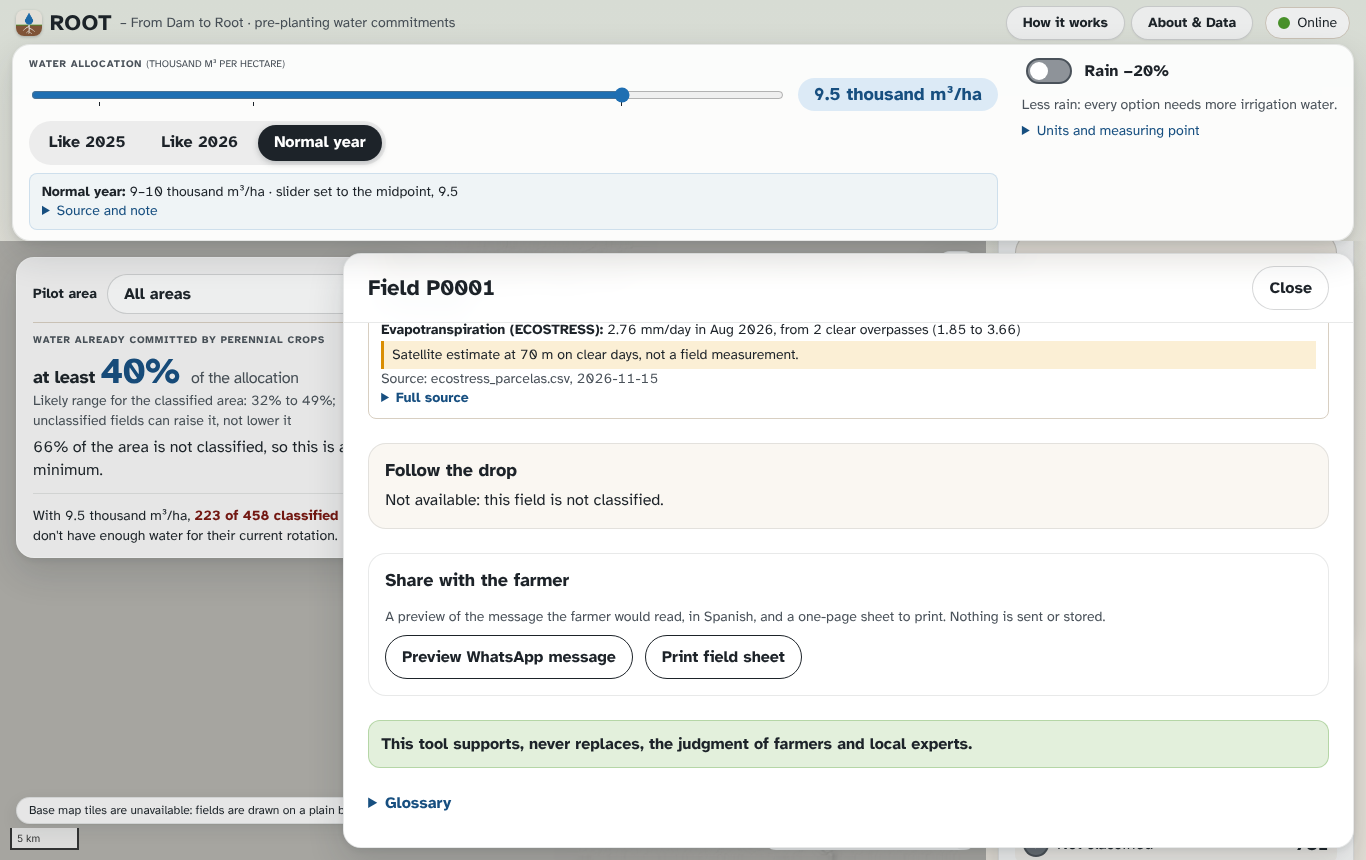 ROOT – From Dam to Root · pre-planting water commitments
How it works
About & Data
Online
WATER ALLOCATION (THOUSAND M³ PER HECTARE)
9.5 thousand m³/ha
Rain −20%
Less rain: every option needs more irrigation water.
Units and measuring point
Like 2025
Like 2026
Normal year
Normal year: 9–10 thousand m³/ha · slider set to the midpoint, 9.5
Source and note
Pilot area
All areas
WATER ALREADY COMMITTED BY PERENNIAL CROPS
at least 40% of the allocation
Likely range for the classified area: 32% to 49%;
unclassified fields can raise it, not lower it
66% of the area is not classified, so this is a
minimum.
With 9.5 thousand m³/ha, 223 of 458 classified
don't have enough water for their current rotation.
Base map tiles are unavailable: fields are drawn on a plain
5 km
Field P0001
Close
Evapotranspiration (ECOSTRESS): 2.76 mm/day in Aug 2026, from 2 clear overpasses (1.85 to 3.66)
Satellite estimate at 70 m on clear days, not a field measurement.
Source: ecostress_parcelas.csv, 2026-11-15
Full source
Follow the drop
Not available: this field is not classified.
Share with the farmer
A preview of the message the farmer would read, in Spanish, and a one-page sheet to print. Nothing is sent or stored.
Preview WhatsApp message
Print field sheet
This tool supports, never replaces, the judgment of farmers and local experts.
Glossary